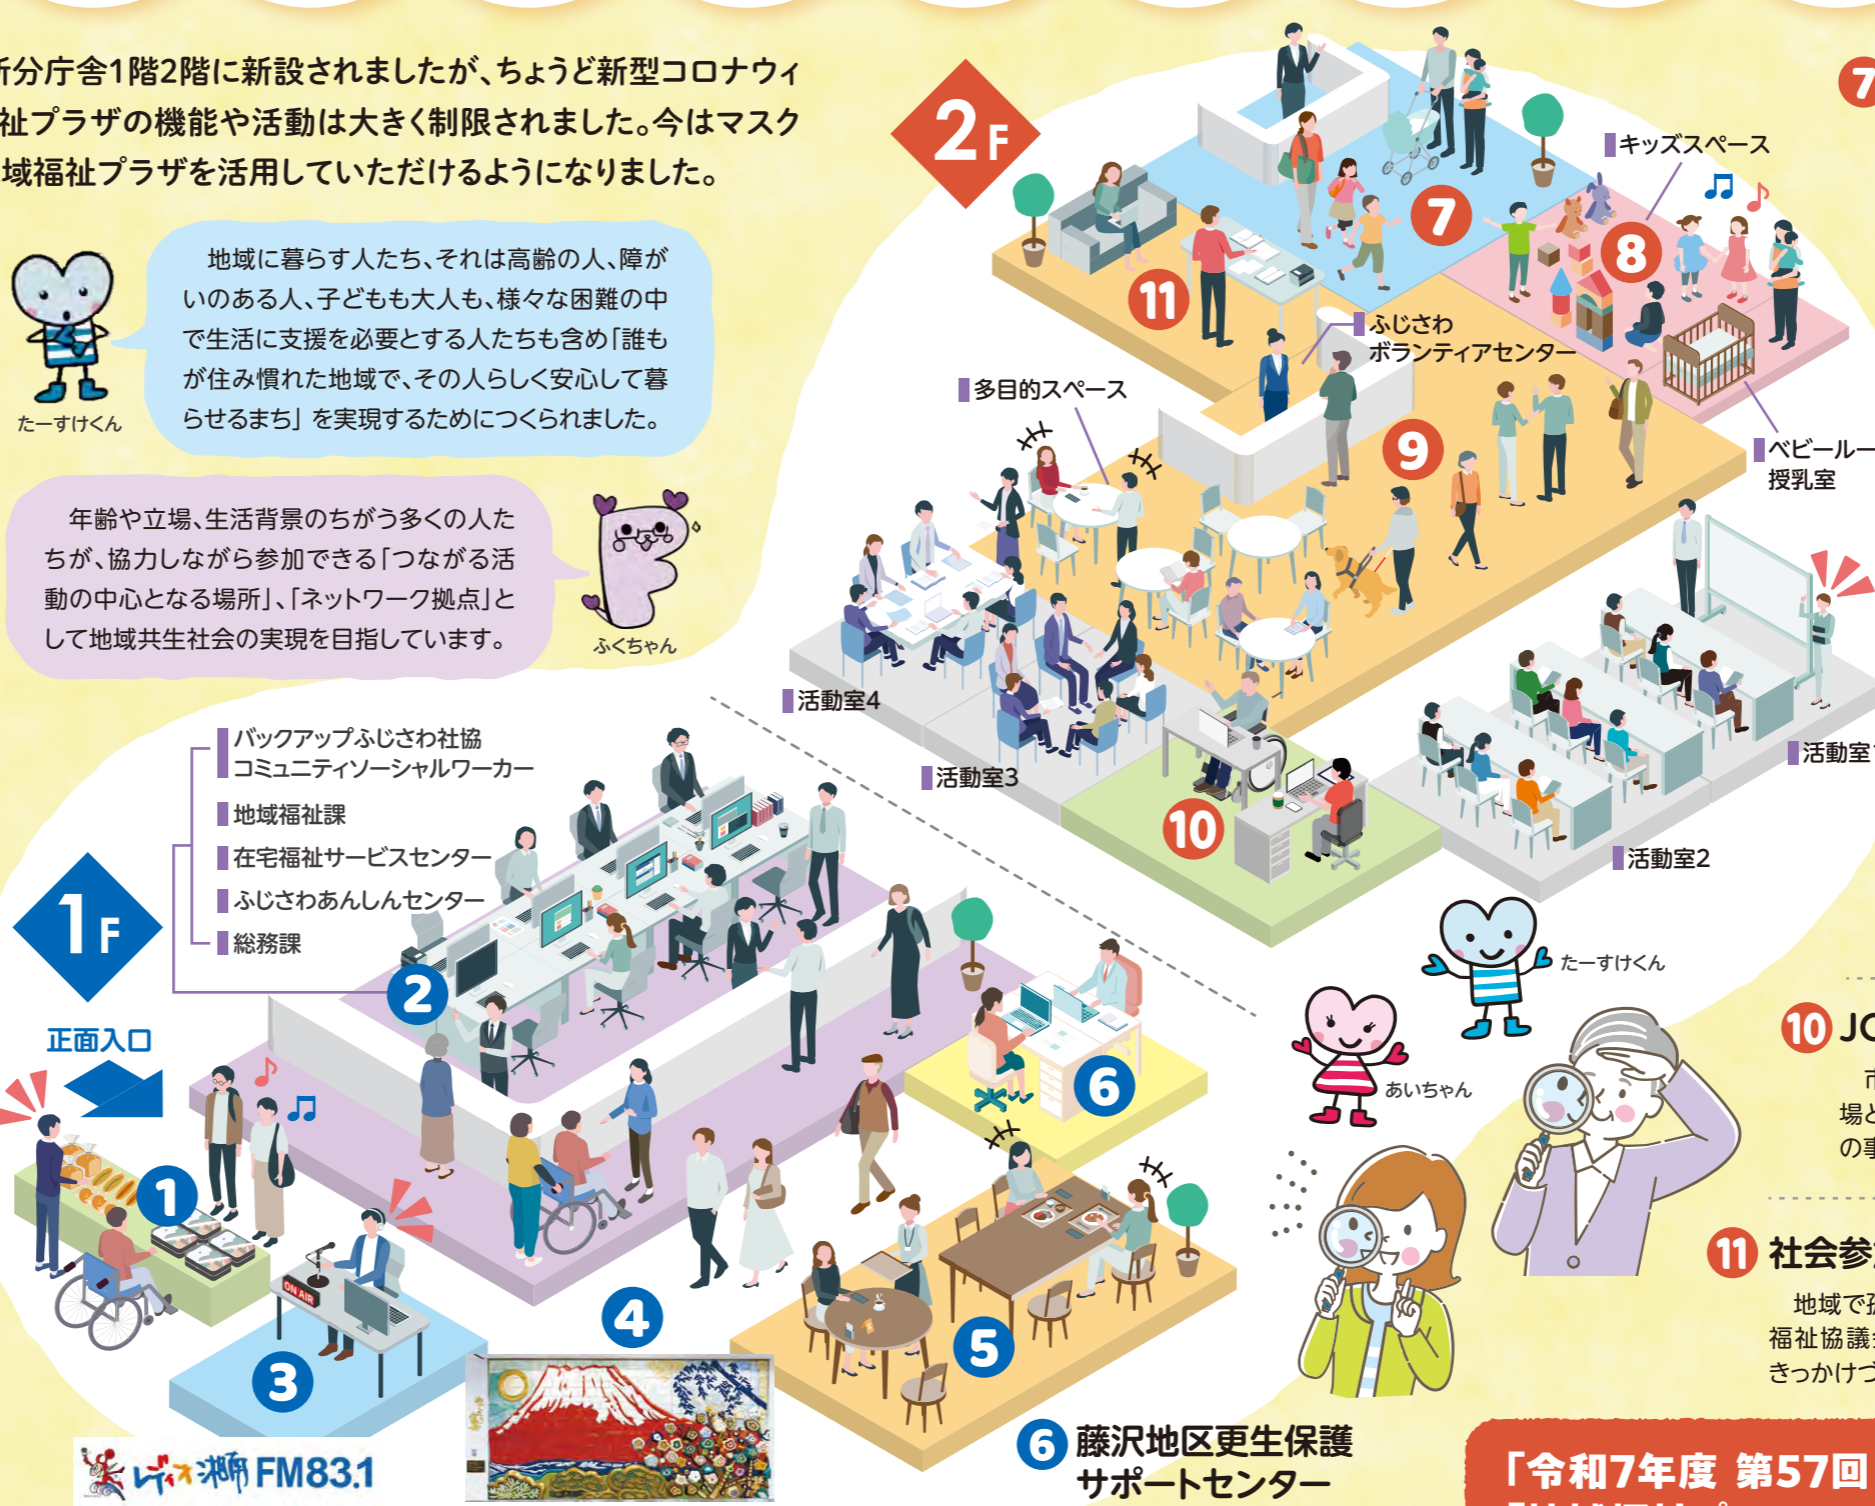 新分庁舎1階2階に新設されましたが、ちょうど新型コロナウィ
祉プラザの機能や活動は大きく制限されました。今はマスク
域福祉プラザを活用していただけるようになりました。
地域に暮らす人たち、それは高齢の人、障が
いのある人、子どもも大人も、様々な困難の中
で生活に支援を必要とする人たちも含め「誰も
が住み慣れた地域で、その人らしく安心して暮
らせるまち」を実現するためにつくられました。
たーすけくん
年齢や立場、生活背景のちがう多くの人た
ちが、協力しながら参加できる「つながる活
動の中心となる場所」、「ネットワーク拠点」と
して地域共生社会の実現を目指しています。
ふくちゃん
2F
7
7
キッズスペース
8
11
ふじさわ
ボランティアセンター
多目的スペース
9
ベビールー
授乳室
活動室4
活動室3
10
活動室1
活動室2
1F
バックアップふじさわ社協
コミュニティソーシャルワーカー
地域福祉課
在宅福祉サービスセンター
ふじさわあんしんセンター
総務課
2
正面入口
1
ON AIR
3
4
5
6
レディオ湘南 FM83.1
6 藤沢地区更生保護
サポートセンター
たーすけくん
あいちゃん
10 JO
市
場と
の事
11 社会参加
地域で孤
福祉協議会
きっかけづ
「令和7年度 第57回